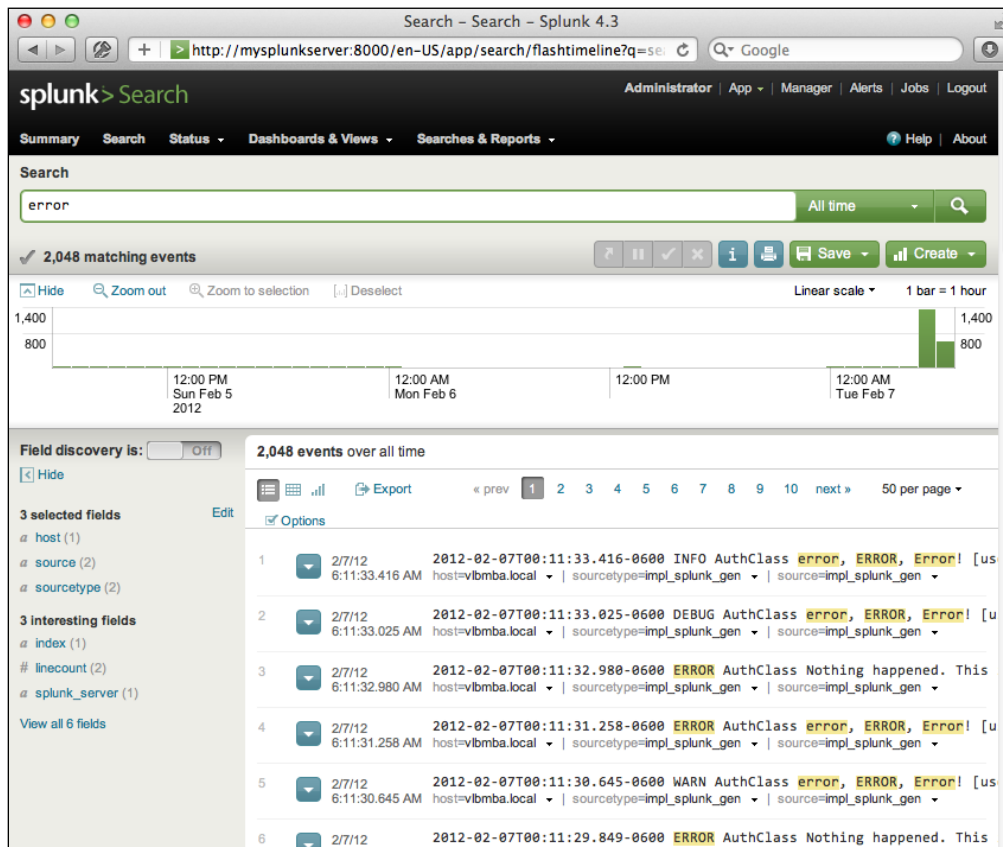 Search – Search – Splunk 4.3
http://mysplunkserver:8000/en-US/app/search/flashtimeline?q=se
Google
splunk> Search
Administrator | App | Manager | Alerts | Jobs | Logout
Summary Search Status Dashboards & Views Searches & Reports
? Help | About
Search
error
All time
2,048 matching events
i
Save
Create
Hide Zoom out Zoom to selection [..] Deselect
Linear scale 1 bar = 1 hour
1,400 1,400
800 800
12:00 PM 12:00 AM 12:00 PM 12:00 AM
Sun Feb 5 Mon Feb 6 Tue Feb 7
2012
Field discovery is: Off
Hide
3 selected fields Edit
a host (1)
a source (2)
a sourcetype (2)
3 interesting fields
a index (1)
# linecount (2)
a splunk_server (1)
View all 6 fields
2,048 events over all time
Export
« prev 1 2 3 4 5 6 7 8 9 10 next » 50 per page
Options
1 2/7/12 2012-02-07T00:11:33.416-0600 INFO AuthClass error, ERROR, Error! [us
6:11:33.416 AM host=vlbmba.local | sourcetype=impl_splunk_gen | source=impl_splunk_gen
2 2/7/12 2012-02-07T00:11:33.025-0600 DEBUG AuthClass error, ERROR, Error! [u
6:11:33.025 AM host=vlbmba.local | sourcetype=impl_splunk_gen | source=impl_splunk_gen
3 2/7/12 2012-02-07T00:11:32.980-0600 ERROR AuthClass Nothing happened. This
6:11:32.980 AM host=vlbmba.local | sourcetype=impl_splunk_gen | source=impl_splunk_gen
4 2/7/12 2012-02-07T00:11:31.258-0600 ERROR AuthClass error, ERROR, Error! [u
6:11:31.258 AM host=vlbmba.local | sourcetype=impl_splunk_gen | source=impl_splunk_gen
5 2/7/12 2012-02-07T00:11:30.645-0600 WARN AuthClass error, ERROR, Error! [us
6:11:30.645 AM host=vlbmba.local | sourcetype=impl_splunk_gen | source=impl_splunk_gen
6 2/7/12 2012-02-07T00:11:29.849-0600 ERROR AuthClass Nothing happened. This